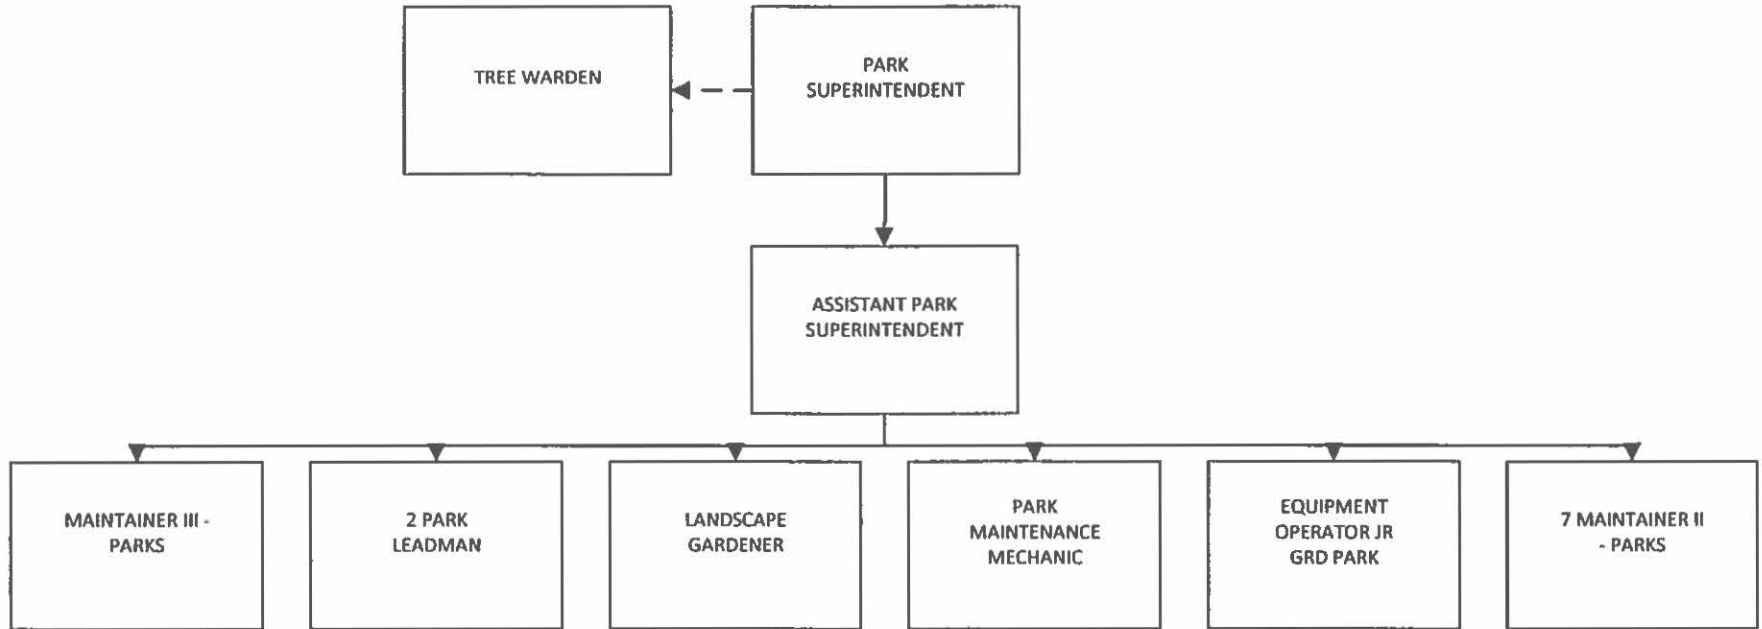 TREE WARDEN
PARK
SUPERINTENDENT
ASSISTANT PARK
SUPERINTENDENT
MAINTAINER III -
PARKS
2 PARK
LEADMAN
LANDSCAPE
GARDENER
PARK
MAINTENANCE
MECHANIC
EQUIPMENT
OPERATOR JR
GRD PARK
7 MAINTAINER II
- PARKS